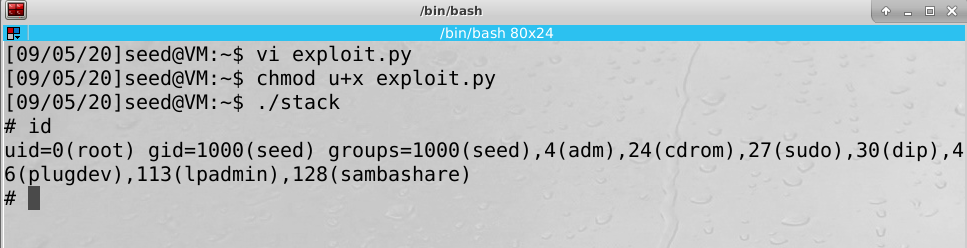 /bin/bash
/bin/bash 80x24
[09/05/20]seed@VM:~$ vi exploit.py
[09/05/20]seed@VM:~$ chmod u+x exploit.py
[09/05/20]seed@VM:~$ ./stack
# id
uid=0(root) gid=1000(seed) groups=1000(seed),4(adm),24(cdrom),27(sudo),30(dip),4
6(plugdev),113(lpadmin),128(sambashare)
#